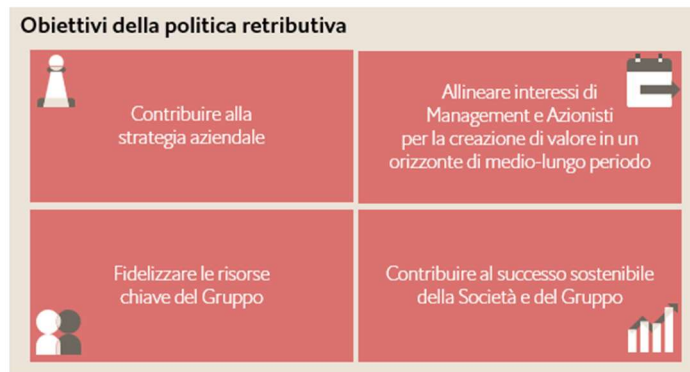 Obiettivi della politica retributiva
Contribuire alla
strategia aziendale
Allineare interessi di
Management e Azionisti
per la creazione di valore in un
orizzonte di medio-lungo periodo
Fidelizzare le risorse
chiave del Gruppo
Contribuire al successo sostenibile
della Società e del Gruppo